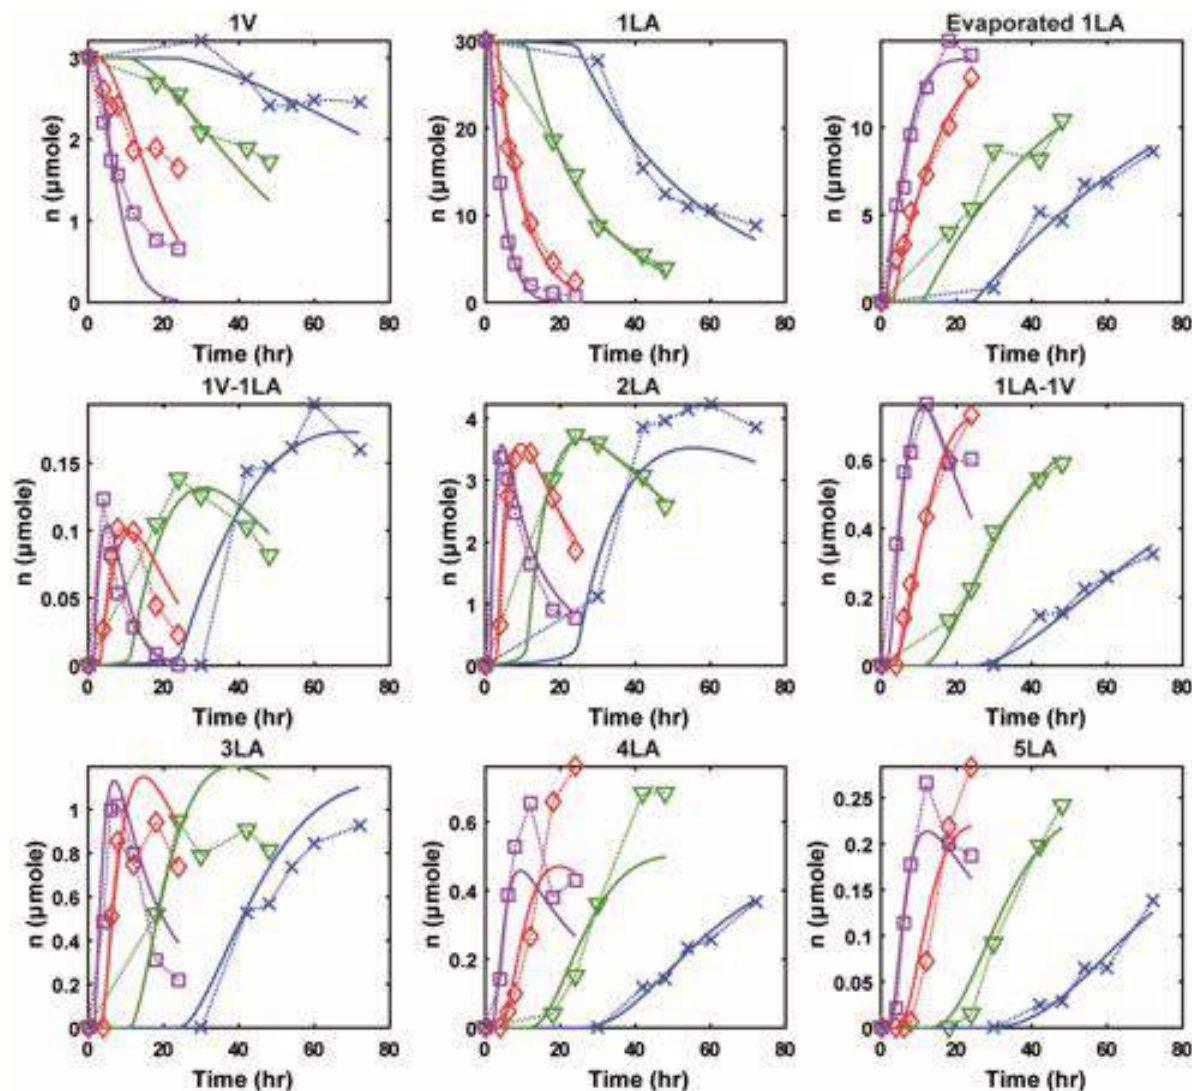 1V
1LA
Evaporated 1LA
n (µmole)
3
2
1
0
n (µmole)
30
20
10
0
n (µmole)
10
5
0
0 20 40 60 80
0 20 40 60 80
0 20 40 60 80
Time (hr)
Time (hr)
Time (hr)
1V-1LA
2LA
1LA-1V
n (µmole)
0.15
0.1
0.05
0
n (µmole)
4
3
2
1
0
n (µmole)
0.6
0.4
0.2
0
0 20 40 60 80
0 20 40 60 80
0 20 40 60 80
Time (hr)
Time (hr)
Time (hr)
3LA
4LA
5LA
n (µmole)
1
0.8
0.6
0.4
0.2
0
n (µmole)
0.6
0.4
0.2
0
n (µmole)
0.25
0.2
0.15
0.1
0.05
0
0 20 40 60 80
0 20 40 60 80
0 20 40 60 80
Time (hr)
Time (hr)
Time (hr)